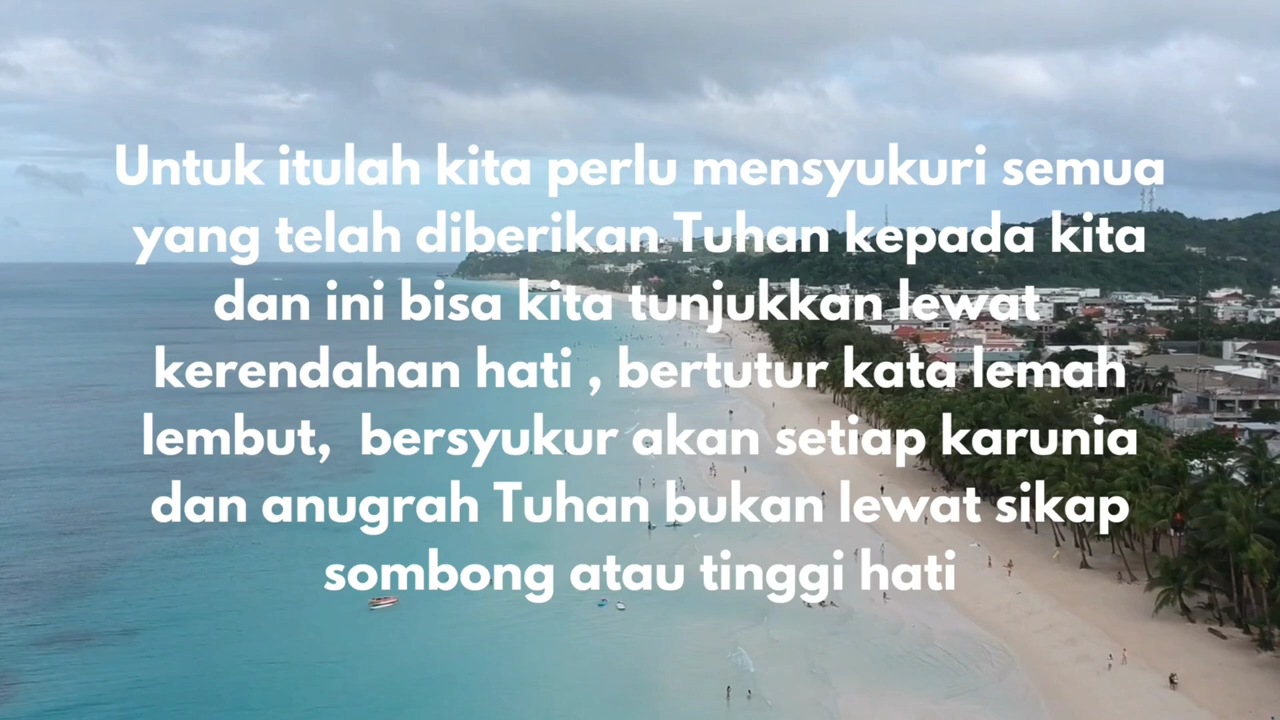 Untuk itulah kita perlu mensyukuri semua
yang telah diberikan Tuhan kepada kita
dan ini bisa kita tunjukkan lewat
kerendahan hati , bertutur kata lemah
lembut,  bersyukur akan setiap karunia
dan anugrah Tuhan bukan lewat sikap
sombong atau tinggi hati